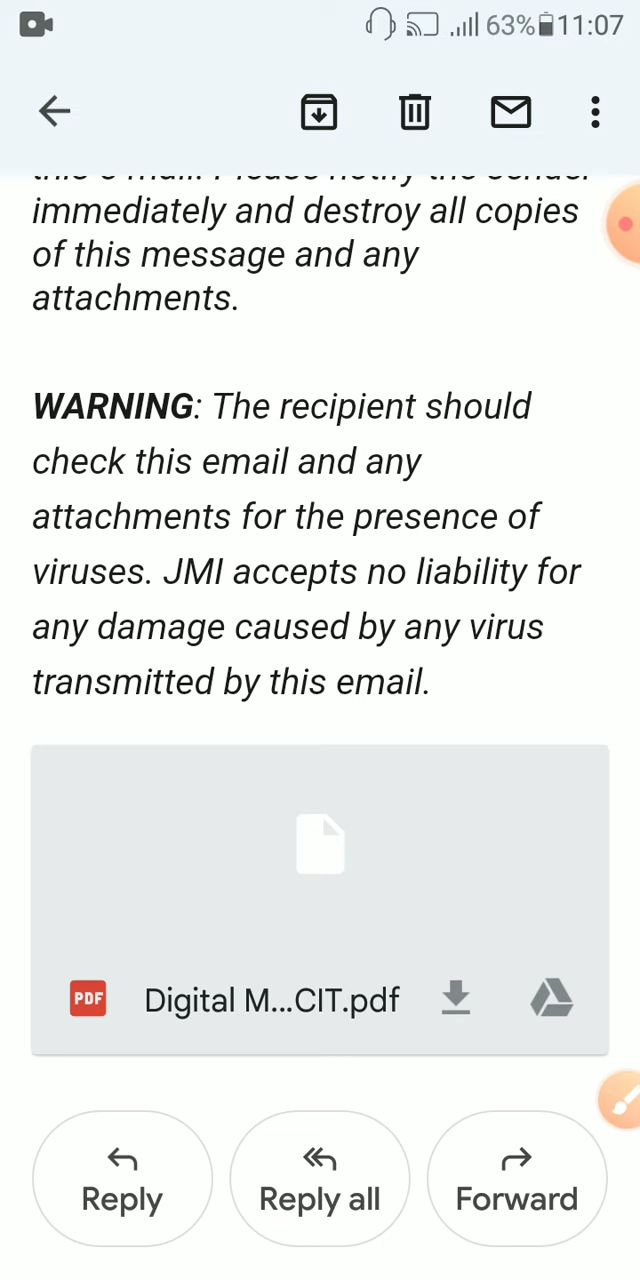 63% 11:07
immediately and destroy all copies
of this message and any
attachments.
WARNING: The recipient should
check this email and any
attachments for the presence of
viruses. JMI accepts no liability for
any damage caused by any virus
transmitted by this email.
PDF Digital M...CIT.pdf
Reply Reply all Forward